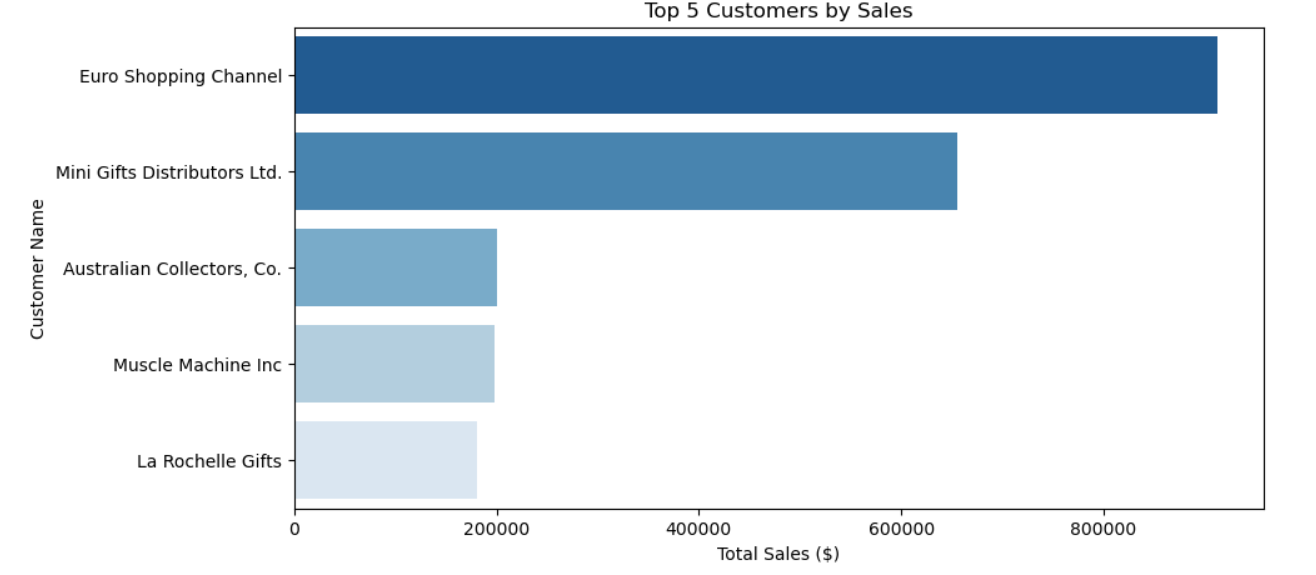 Top 5 Customers by Sales
Customer Name
Euro Shopping Channel
Mini Gifts Distributors Ltd.
Australian Collectors, Co.
Muscle Machine Inc
La Rochelle Gifts
0 200000 400000 600000 800000
Total Sales ($)